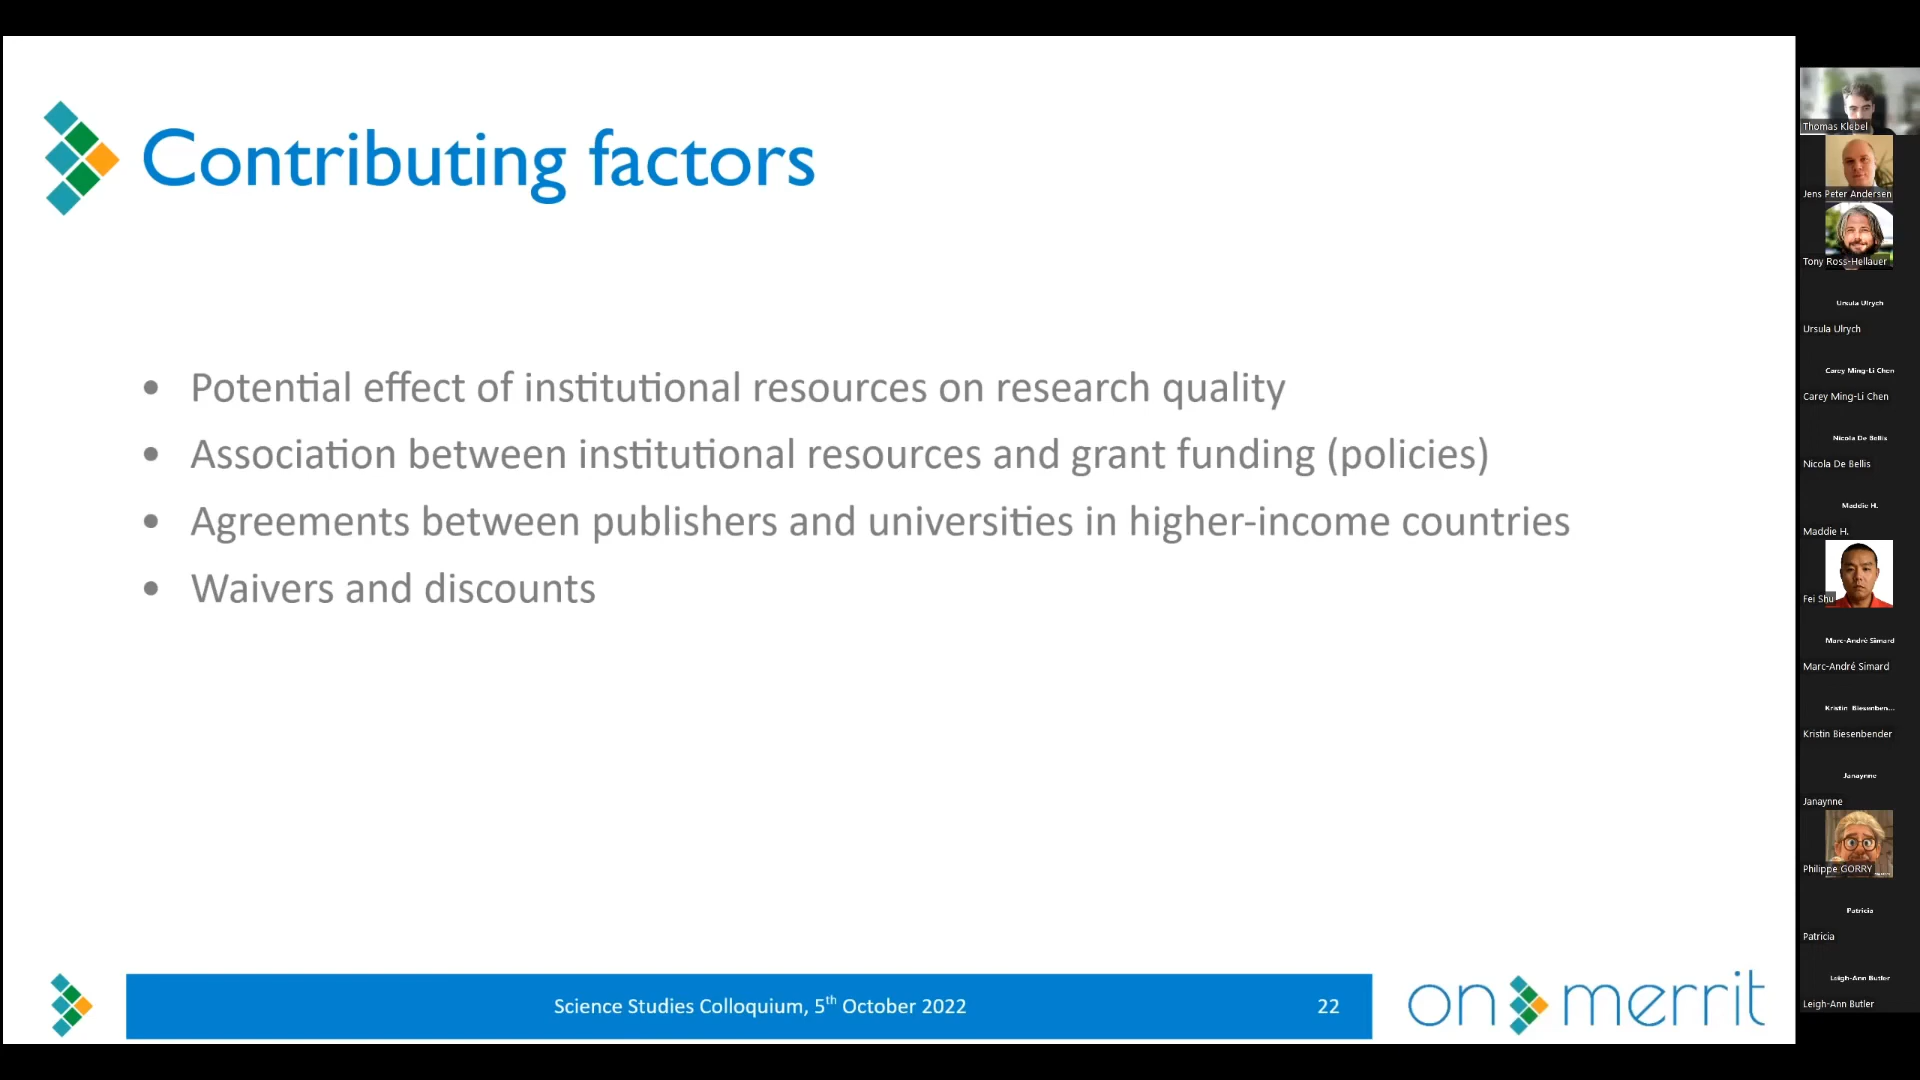 Contributing factors
• Potential effect of institutional resources on research quality
• Association between institutional resources and grant funding (policies)
• Agreements between publishers and universities in higher-income countries
• Waivers and discounts
Science Studies Colloquium, 5th October 2022
22
on merrit
Thomas Klebel
Jens Peter Andersen
Tony Ross-Hellauer
Ursula Ulrych
Ursula Ulrych
Carey Ming-Li Chen
Carey Ming-Li Chen
Nicola De Bellis
Nicola De Bellis
Maddie H.
Maddie H.
Fei Shu
Marc-André Simard
Marc-André Simard
Kristin Biesenben...
Kristin Biesenbender
Janaynne
Janaynne
Philippe GORRY
Patricia
Patricia
Leigh-Ann Butler
Leigh-Ann Butler